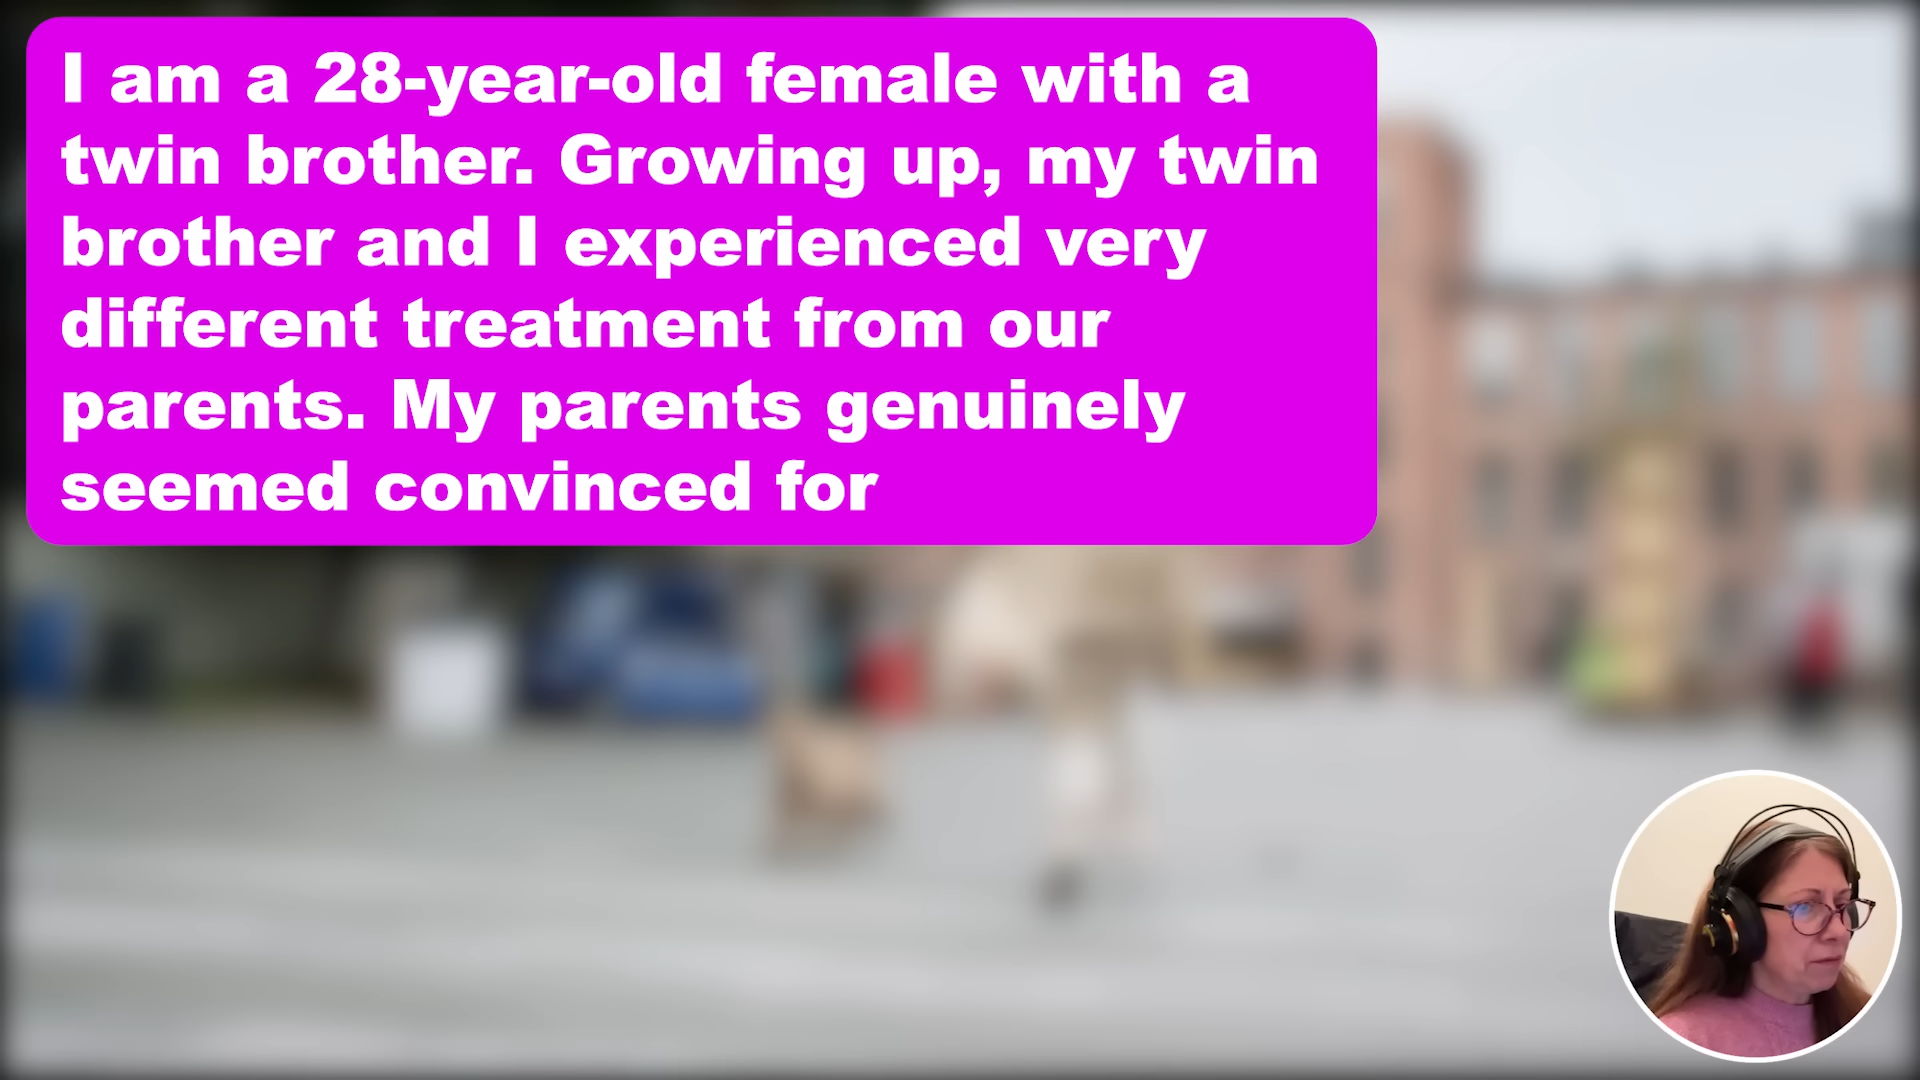 I am a 28-year-old female with a
twin brother. Growing up, my twin
brother and I experienced very
different treatment from our
parents. My parents genuinely
seemed convinced for